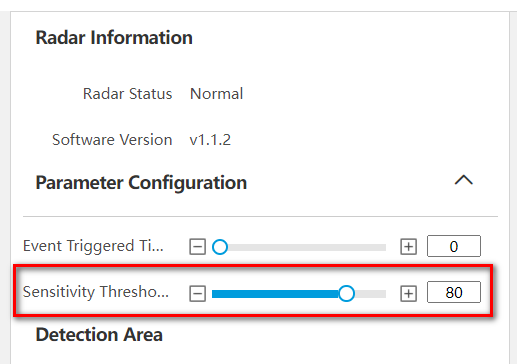 Radar Information
Radar Status Normal
Software Version v1.1.2
Parameter Configuration
Event Triggered Ti... 0
Sensitivity Thresho... 80
Detection Area